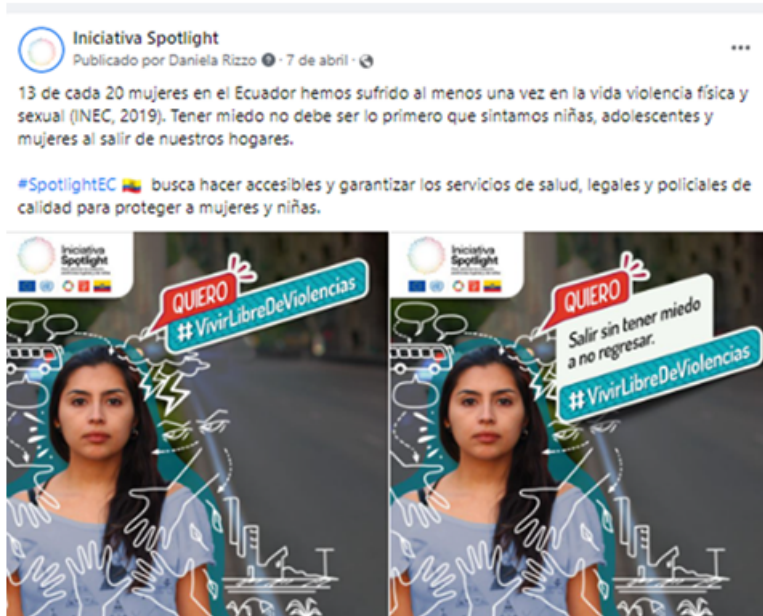 Iniciativa Spotlight
Publicado por Daniela Rizzo · 7 de abril ·
13 de cada 20 mujeres en el Ecuador hemos sufrido al menos una vez en la vida violencia física y
sexual (INEC, 2019). Tener miedo no debe ser lo primero que sintamos niñas, adolescentes y
mujeres al salir de nuestros hogares.
#SpotlightEC busca hacer accesibles y garantizar los servicios de salud, legales y policiales de
calidad para proteger a mujeres y niñas.
Iniciativa
Spotlight
QUIERO
#VivirLibreDeViolencias
Iniciativa
Spotlight
QUIERO
Salir sin tener miedo
a no regresar.
#VivirLibreDeViolencias